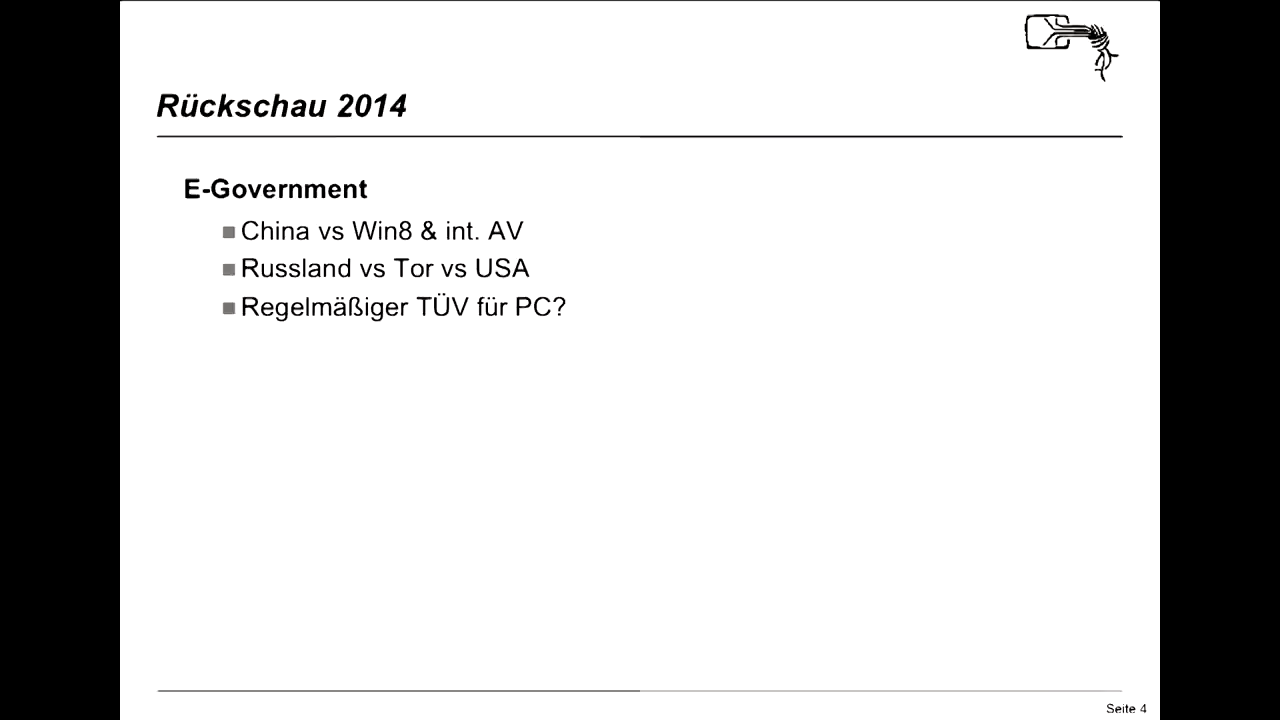 Rückschau 2014
E-Government
China vs Win8 & int. AV
Russland vs Tor vs USA
Regelmäßiger TÜV für PC?
Seite 4